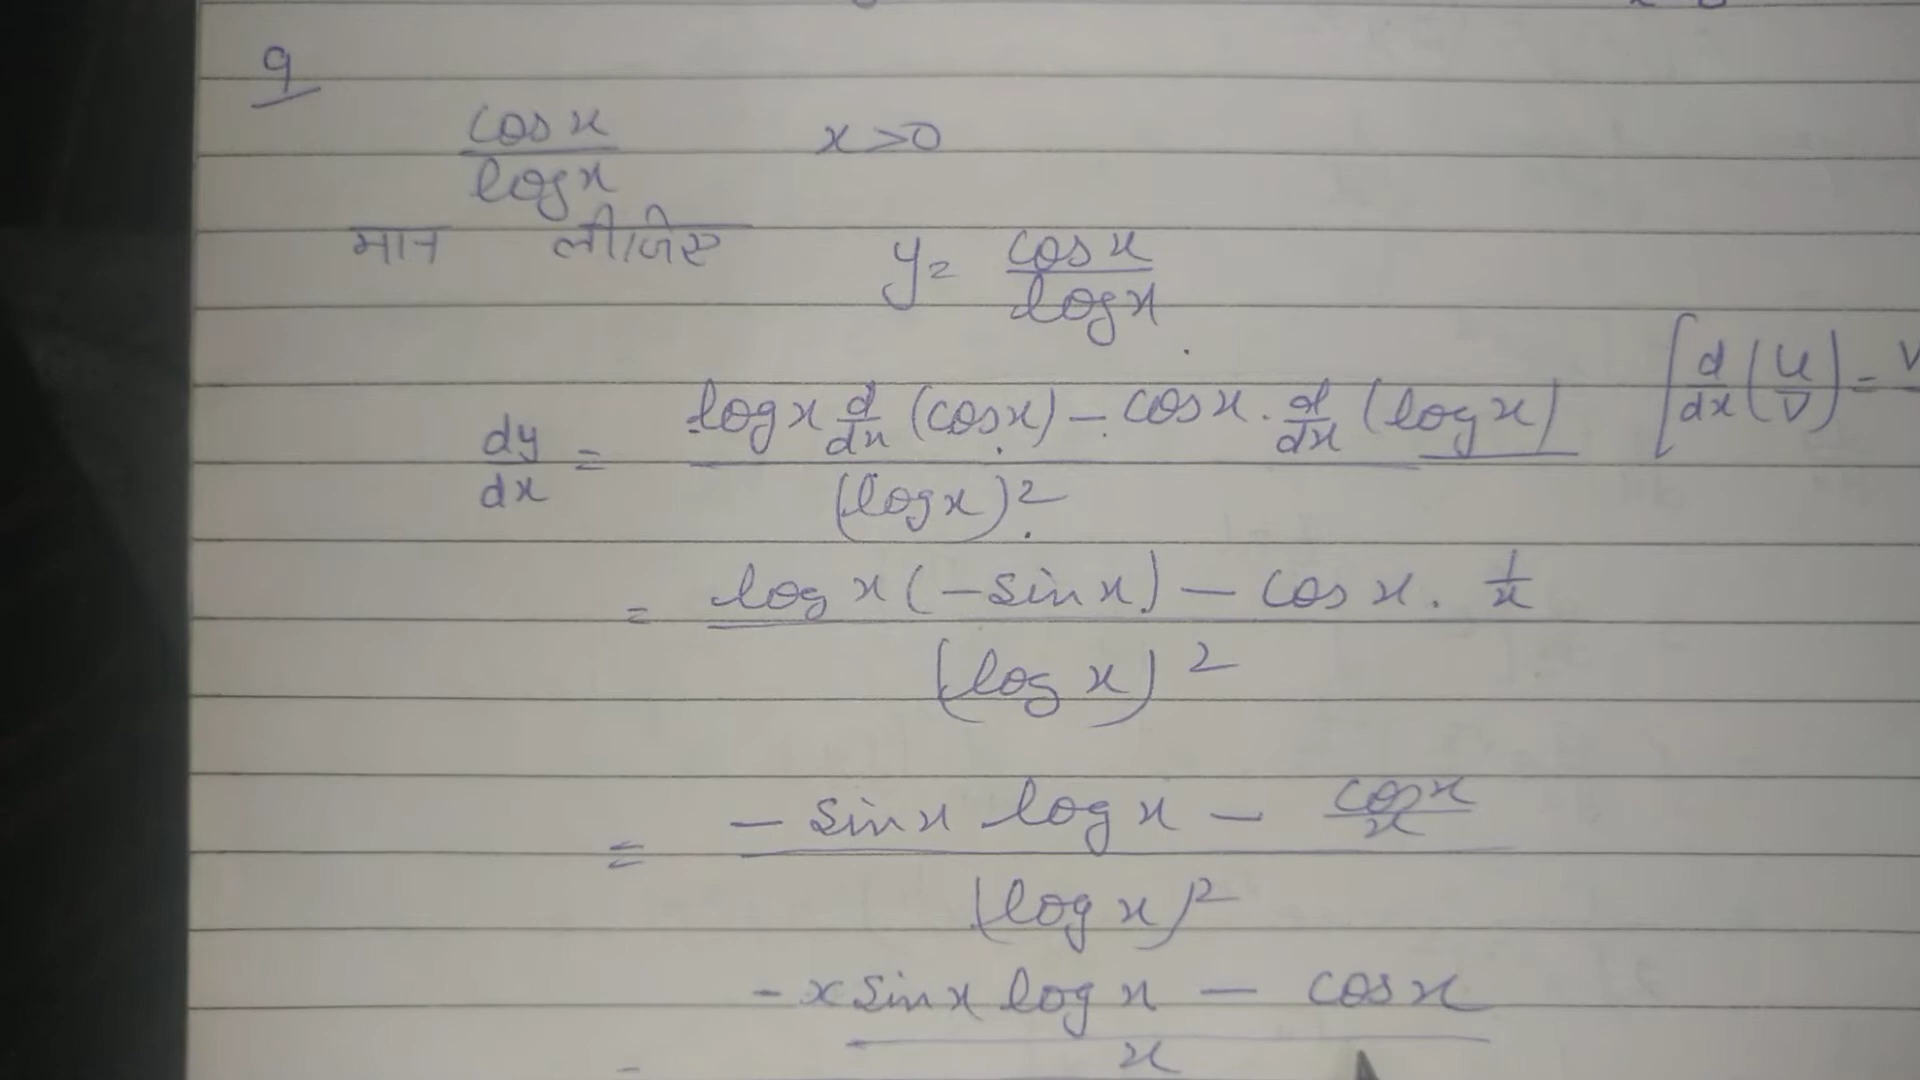 9
cos x / log x    x > 0
मान लीजिए    y = cos x / log x
dy/dx = (log x d/dx (cos x) - cos x . d/dx (log x)) / (log x)²    [d/dx (u/v) = v
= (log x (- sin x) - cos x . 1/x) / (log x)²
= (- sin x log x - cos x / x) / (log x)²
(- x sin x log x - cos x) / x